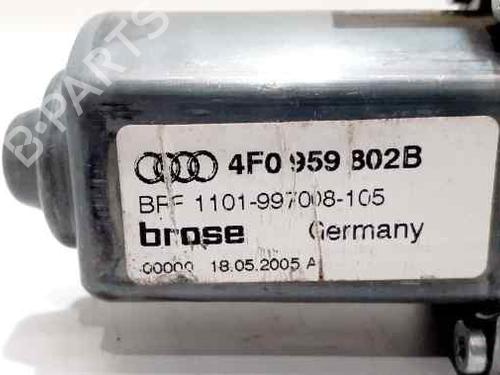 B-PARTS
4F0 959 802B
BRF 1101-997008-105
brose Germany
00000 18.05.2005 A